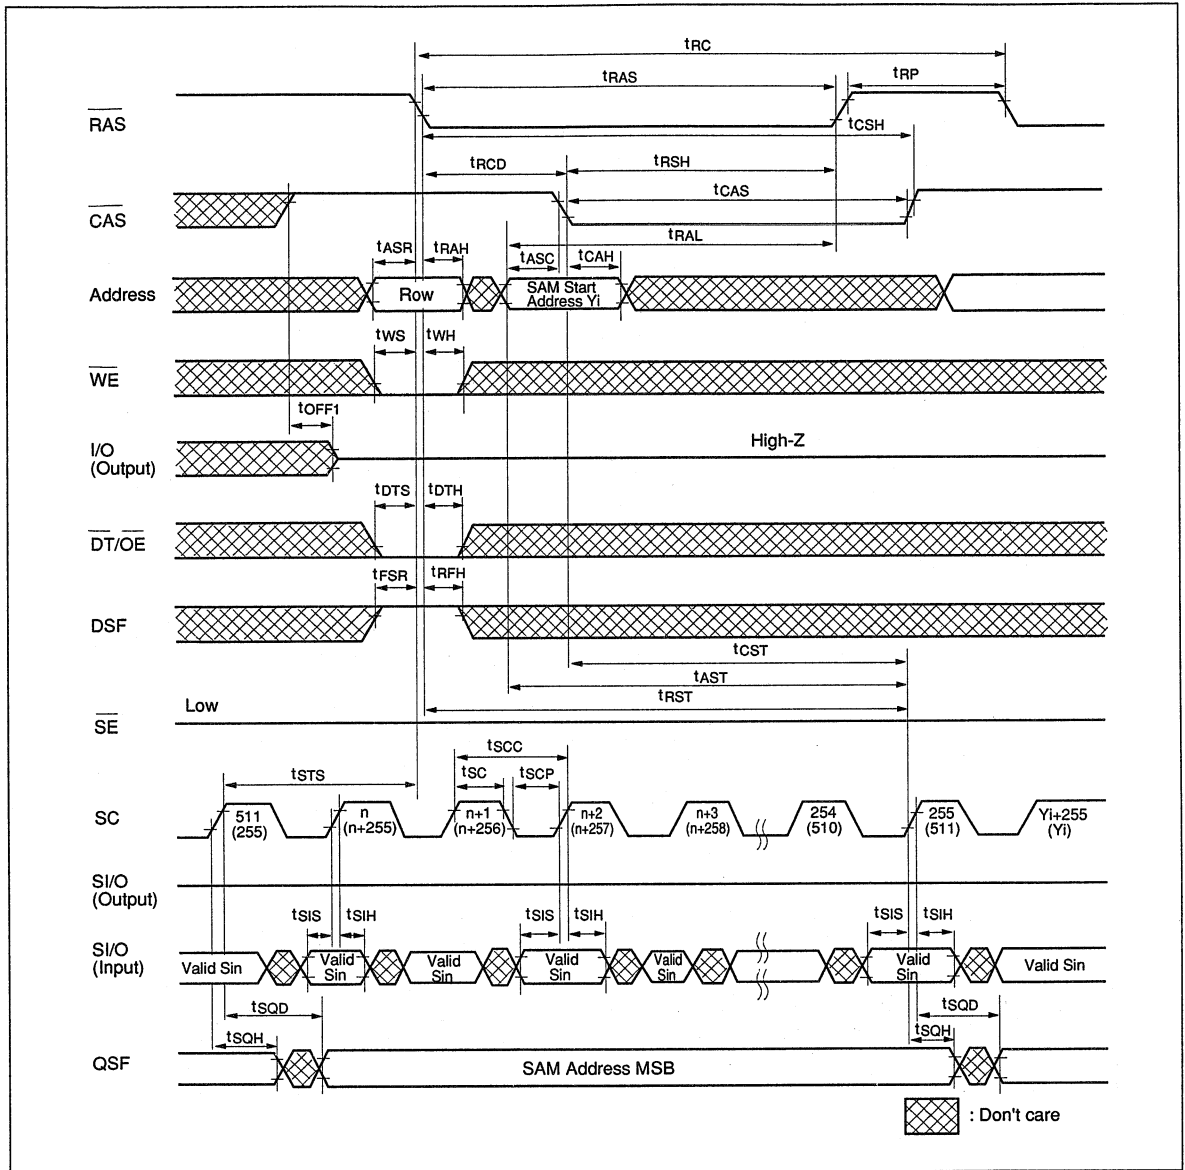 tRC
tRAS
tRP
RAS
tCSH
tRCD
tRSH
tCAS
CAS
tRAL
tASR
tRAH
tASC
tCAH
Address
Row
SAM Start
Address Yi
tWS
tWH
WE
tOFF1
High-Z
I/O
(Output)
tDTS
tDTH
DT/OE
tFSR
tRFH
DSF
tCST
tAST
tRST
Low
SE
tSCC
tSTS
tSC
tSCP
SC
511
(255)
n
(n+255)
n+1
(n+256)
n+2
(n+257)
n+3
(n+258)
254
(510)
255
(511)
Yi+255
(Yi)
SI/O
(Output)
tSIS
tSIH
tSIS
tSIH
tSIS
tSIH
SI/O
(Input)
Valid Sin
Valid
Sin
Valid
Sin
Valid
Sin
Valid
Sin
Valid
Sin
Valid Sin
tSQD
tSQD
tSQH
tSQH
QSF
SAM Address MSB
: Don't care